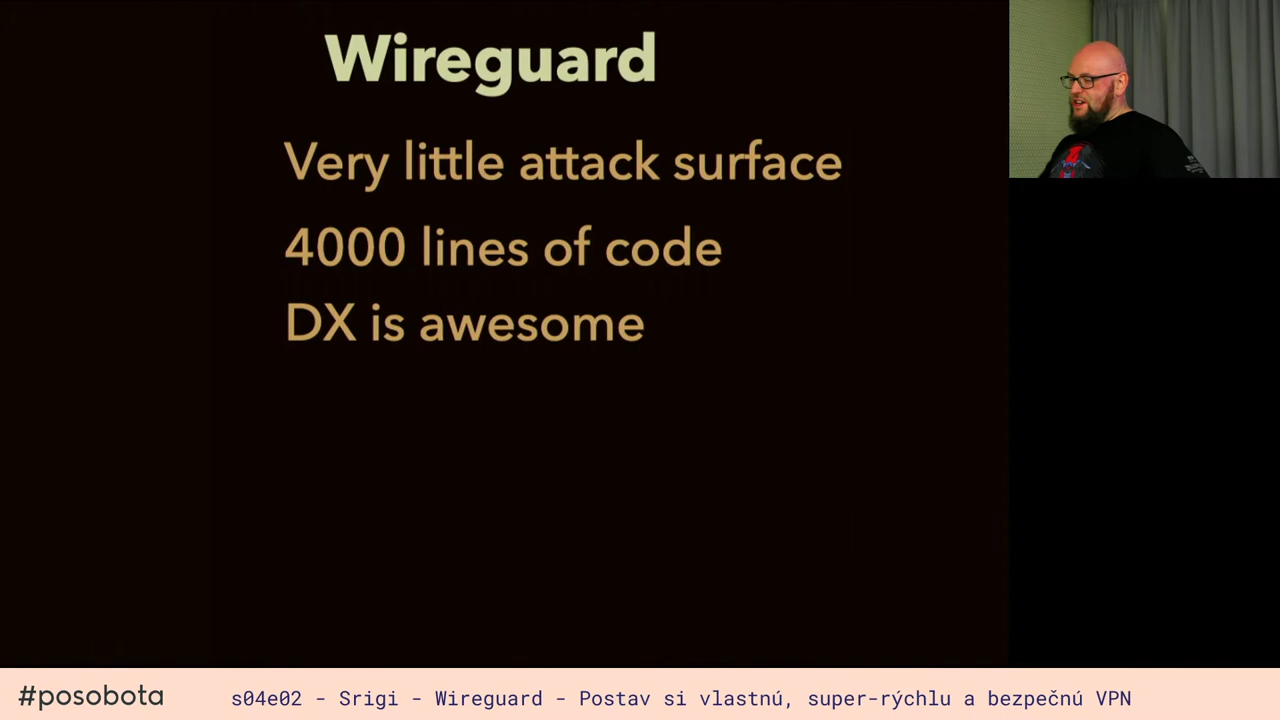 Wireguard
Very little attack surface
4000 lines of code
DX is awesome
#posobota
s04e02 - Srigi - Wireguard - Postav si vlastnú, super-rýchlu a bezpečnú VPN